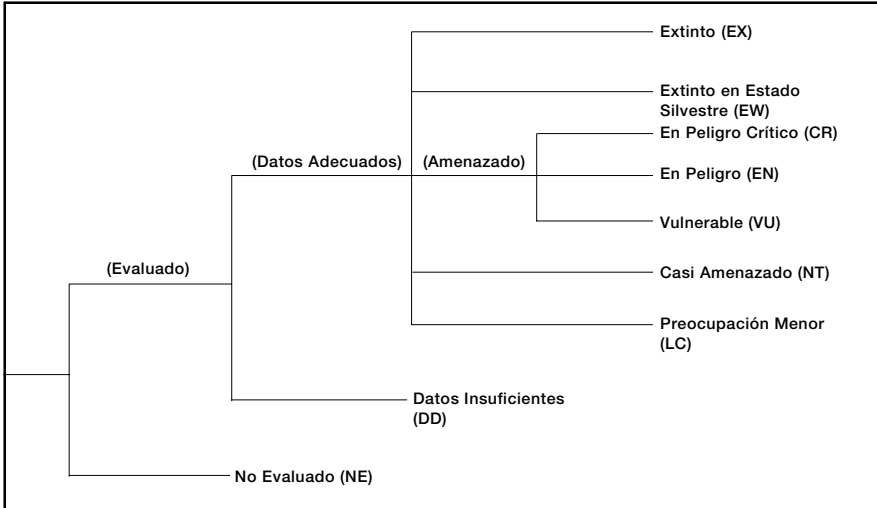 Extinto (EX)
Extinto en Estado
Silvestre (EW)
En Peligro Crítico (CR)
(Datos Adecuados)
(Amenazado)
En Peligro (EN)
Vulnerable (VU)
(Evaluado)
Casi Amenazado (NT)
Preocupación Menor
(LC)
Datos Insuficientes
(DD)
No Evaluado (NE)